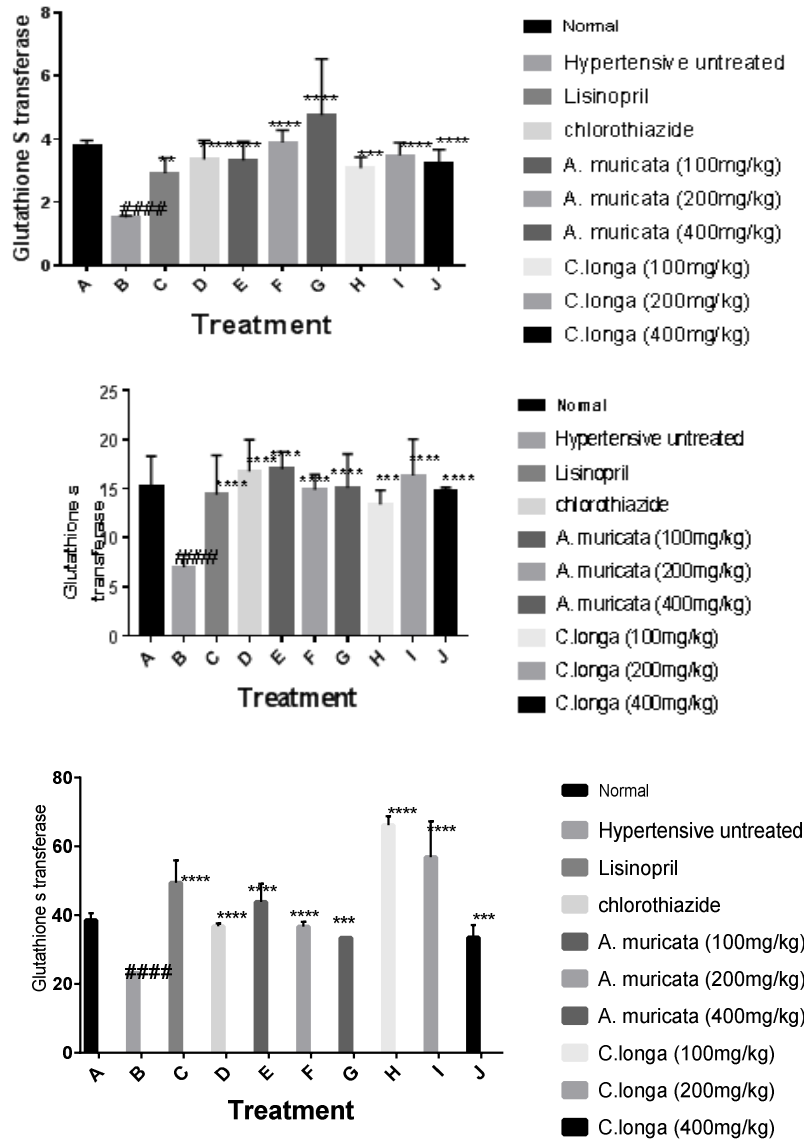 8
6
4
2
0
Glutathione S transferase
####
**
****
****
****
****
***
****
****
A
B
C
D
E
F
G
H
I
J
Treatment
Normal
Hypertensive untreated
Lisinopril
chlorothiazide
A. muricata (100mg/kg)
A. muricata (200mg/kg)
A. muricata (400mg/kg)
C.longa (100mg/kg)
C.longa (200mg/kg)
C.longa (400mg/kg)
25
20
15
10
5
0
Glutathione s
transferase
####
****
****
****
****
****
***
****
****
A
B
C
D
E
F
G
H
I
J
Treatment
Normal
Hypertensive untreated
Lisinopril
chlorothiazide
A. muricata (100mg/kg)
A. muricata (200mg/kg)
A. muricata (400mg/kg)
C.longa (100mg/kg)
C.longa (200mg/kg)
C.longa (400mg/kg)
80
60
40
20
0
Glutathione s transferase
####
****
****
****
****
***
****
****
***
A
B
C
D
E
F
G
H
I
J
Treatment
Normal
Hypertensive untreated
Lisinopril
chlorothiazide
A. muricata (100mg/kg)
A. muricata (200mg/kg)
A. muricata (400mg/kg)
C.longa (100mg/kg)
C.longa (200mg/kg)
C.longa (400mg/kg)